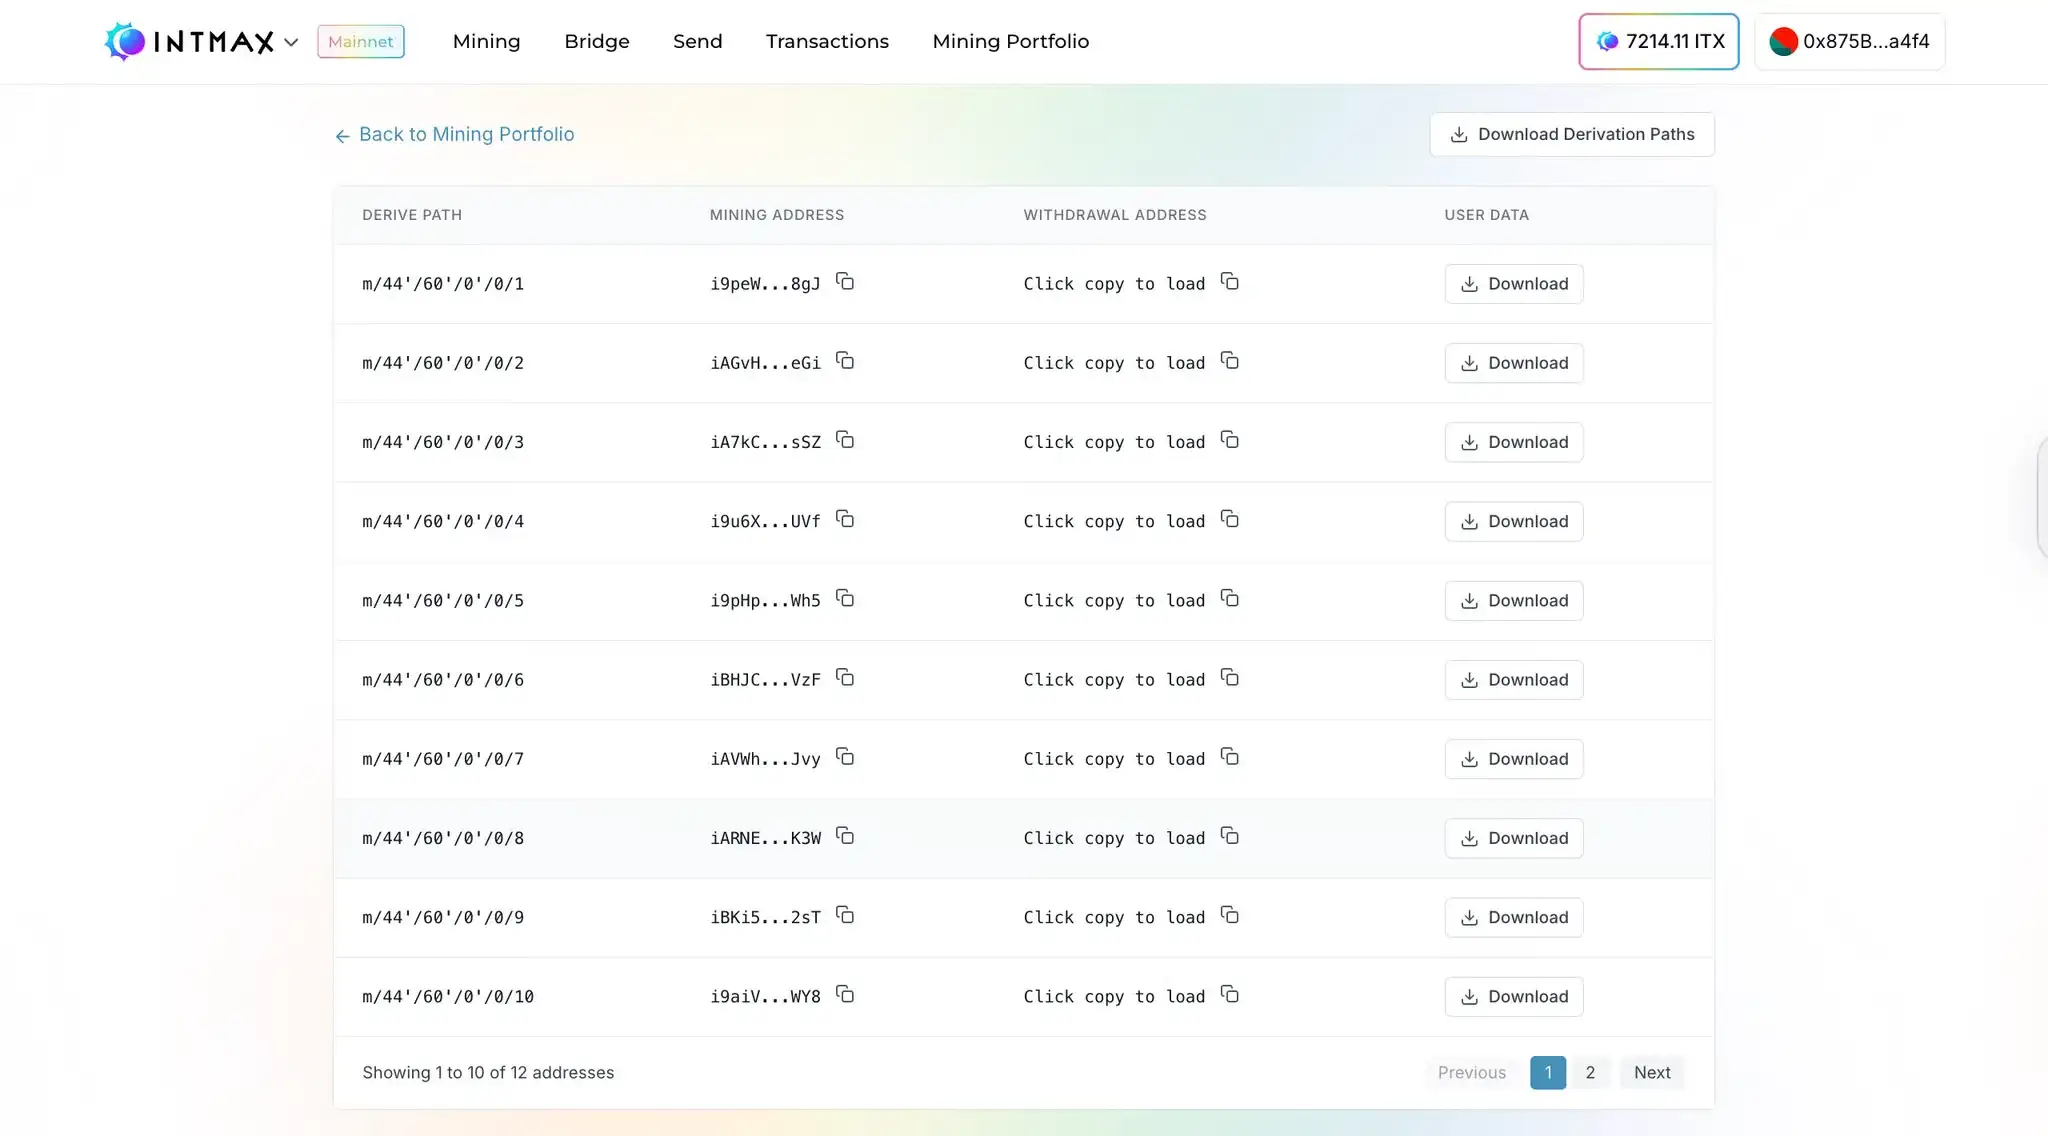 INTMAX Mainnet Mining Bridge Send Transactions Mining Portfolio 7214.11 ITX 0x875B...a4f4
Back to Mining Portfolio Download Derivation Paths
DERIVE PATH MINING ADDRESS WITHDRAWAL ADDRESS USER DATA
m/44'/60'/0'/0/1 i9peW...8gJ Click copy to load Download
m/44'/60'/0'/0/2 iAGvH...eGi Click copy to load Download
m/44'/60'/0'/0/3 iA7kC...sSZ Click copy to load Download
m/44'/60'/0'/0/4 i9u6X...UVf Click copy to load Download
m/44'/60'/0'/0/5 i9pHp...Wh5 Click copy to load Download
m/44'/60'/0'/0/6 iBHJC...VzF Click copy to load Download
m/44'/60'/0'/0/7 iAVWh...Jvy Click copy to load Download
m/44'/60'/0'/0/8 iARNE...K3W Click copy to load Download
m/44'/60'/0'/0/9 iBKi5...2sT Click copy to load Download
m/44'/60'/0'/0/10 i9aiV...WY8 Click copy to load Download
Showing 1 to 10 of 12 addresses Previous 1 2 Next